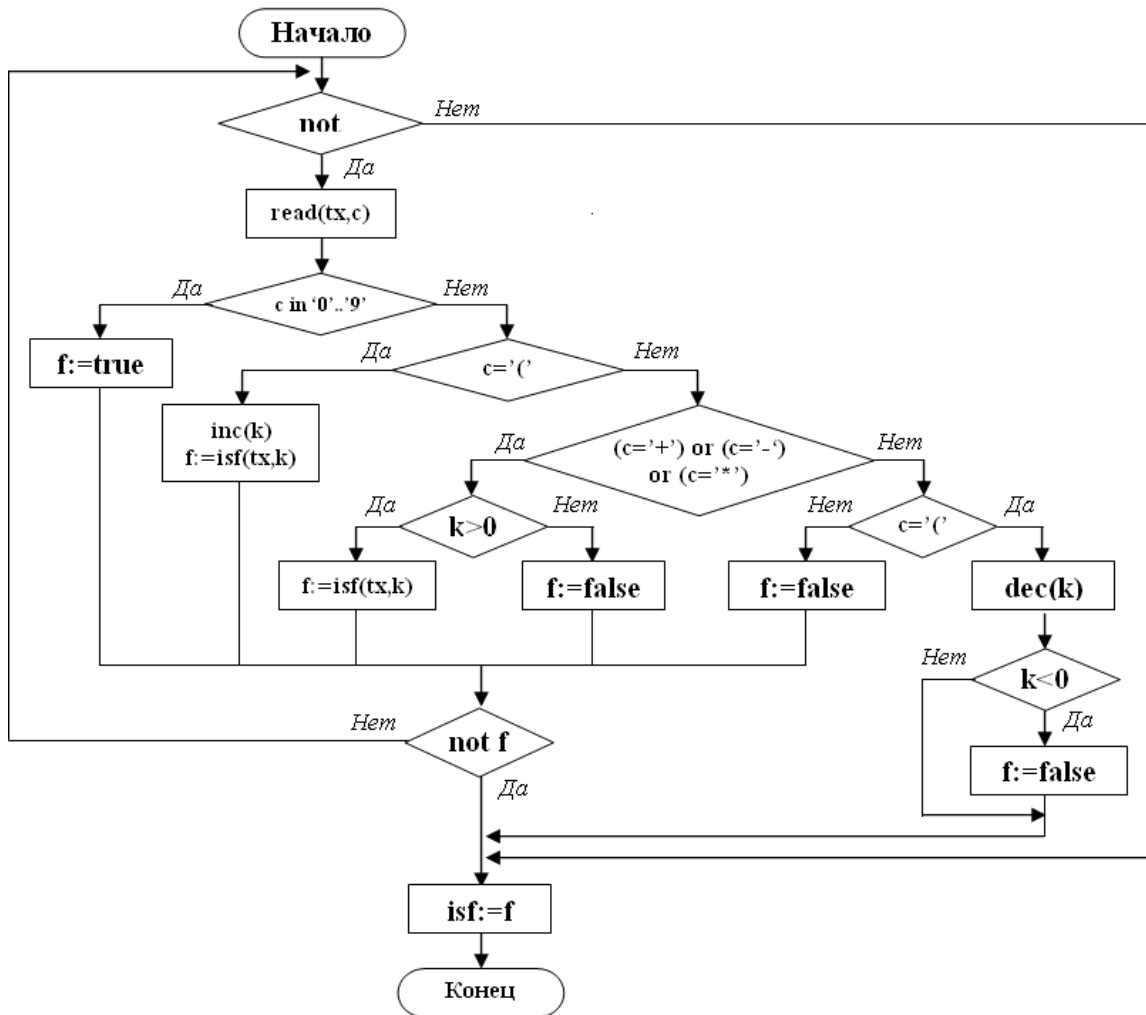 Начало
not
Нет
Да
read(tx,c)
Да
c in ‘0’..’9’
Нет
f:=true
Да
c=’(’
Нет
inc(k)
f:=isf(tx,k)
Да
(c=’+’) or (c=’-‘)
or (c=’*’)
Нет
Да
k>0
Нет
Нет
c=’(’
Да
f:=isf(tx,k)
f:=false
f:=false
dec(k)
Нет
k<0
Да
f:=false
Нет
not f
Да
isf:=f
Конец